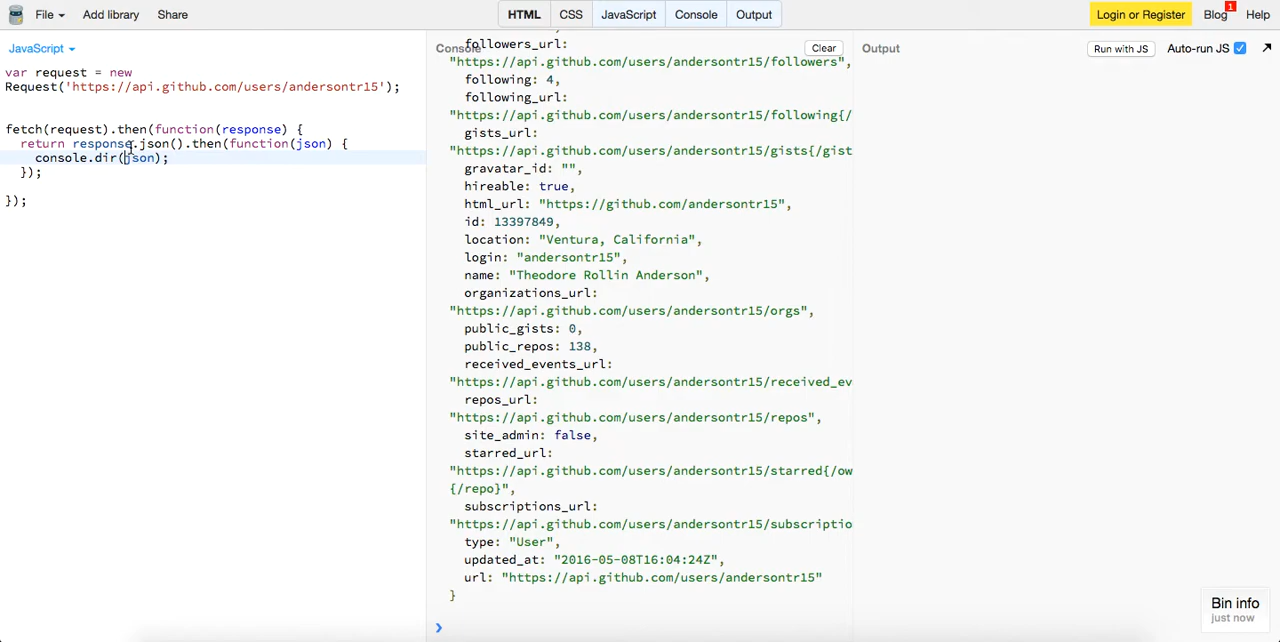 File Add library Share HTML CSS JavaScript Console Output Login or Register Blog 1 Help
JavaScript
var request = new
Request('https://api.github.com/users/andersontr15');
fetch(request).then(function(response) {
return response.json().then(function(json) {
console.dir(json);
});
});
Console Clear
followers_url:
"https://api.github.com/users/andersontr15/followers",
following: 4,
following_url:
"https://api.github.com/users/andersontr15/following{/
gists_url:
"https://api.github.com/users/andersontr15/gists{/gist
gravatar_id: "",
hireable: true,
html_url: "https://github.com/andersontr15",
id: 13397849,
location: "Ventura, California",
login: "andersontr15",
name: "Theodore Rollin Anderson",
organizations_url:
"https://api.github.com/users/andersontr15/orgs",
public_gists: 0,
public_repos: 138,
received_events_url:
"https://api.github.com/users/andersontr15/received_ev
repos_url:
"https://api.github.com/users/andersontr15/repos",
site_admin: false,
starred_url:
"https://api.github.com/users/andersontr15/starred{/ow
{/repo}",
subscriptions_url:
"https://api.github.com/users/andersontr15/subscriptio
type: "User",
updated_at: "2016-05-08T16:04:24Z",
url: "https://api.github.com/users/andersontr15"
}
Output Run with JS Auto-run JS
Bin info
just now